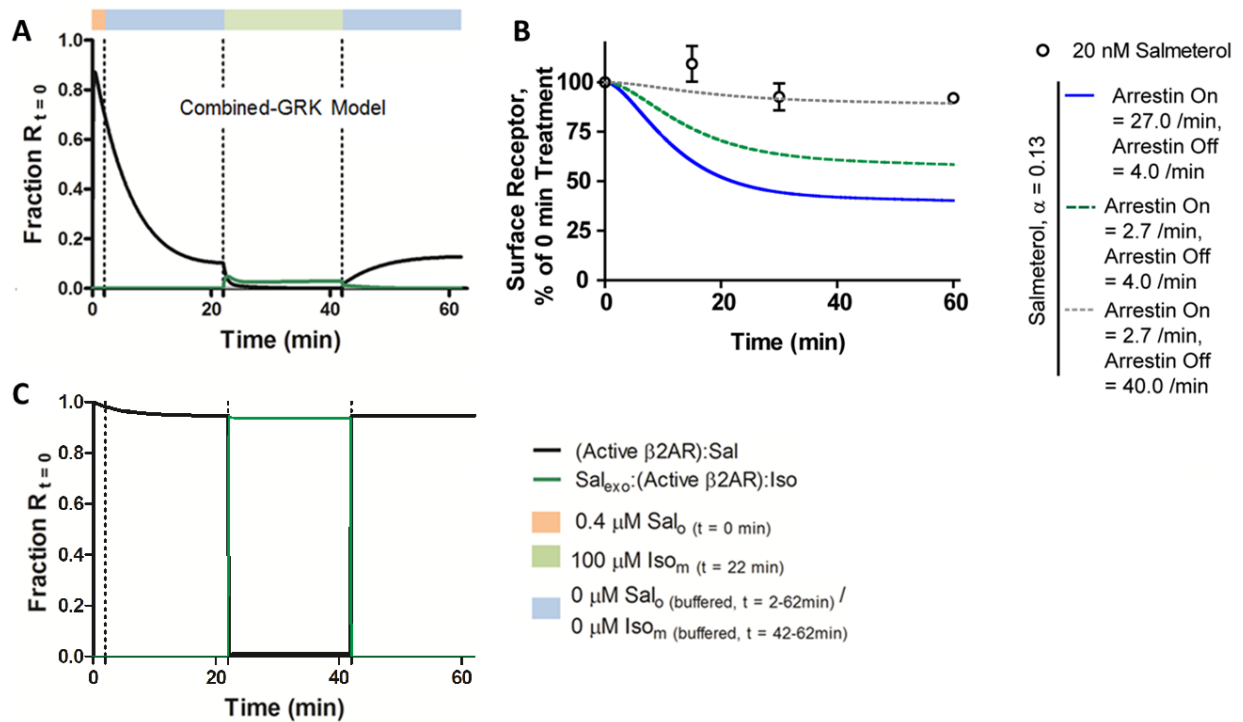 A
1.0
0.8
0.6
0.4
0.2
0.0
Fraction R t = 0
Combined-GRK Model
0
20
40
60
Time (min)
B
100
75
50
25
0
Surface Receptor,
% of 0 min Treatment
0
20
40
60
Time (min)
20 nM Salmeterol
Salmeterol, α = 0.13
Arrestin On
= 27.0 /min,
Arrestin Off
= 4.0 /min
Arrestin On
= 2.7 /min,
Arrestin Off
= 4.0 /min
Arrestin On
= 2.7 /min,
Arrestin Off
= 40.0 /min
C
1.0
0.8
0.6
0.4
0.2
0.0
Fraction R t = 0
0
20
40
60
Time (min)
(Active β2AR):Sal
Salexo:(Active β2AR):Iso
0.4 μM Salo (t = 0 min)
100 μM Isom (t = 22 min)
0 μM Salo (buffered, t = 2-62min) /
0 μM Isom (buffered, t = 42-62min)